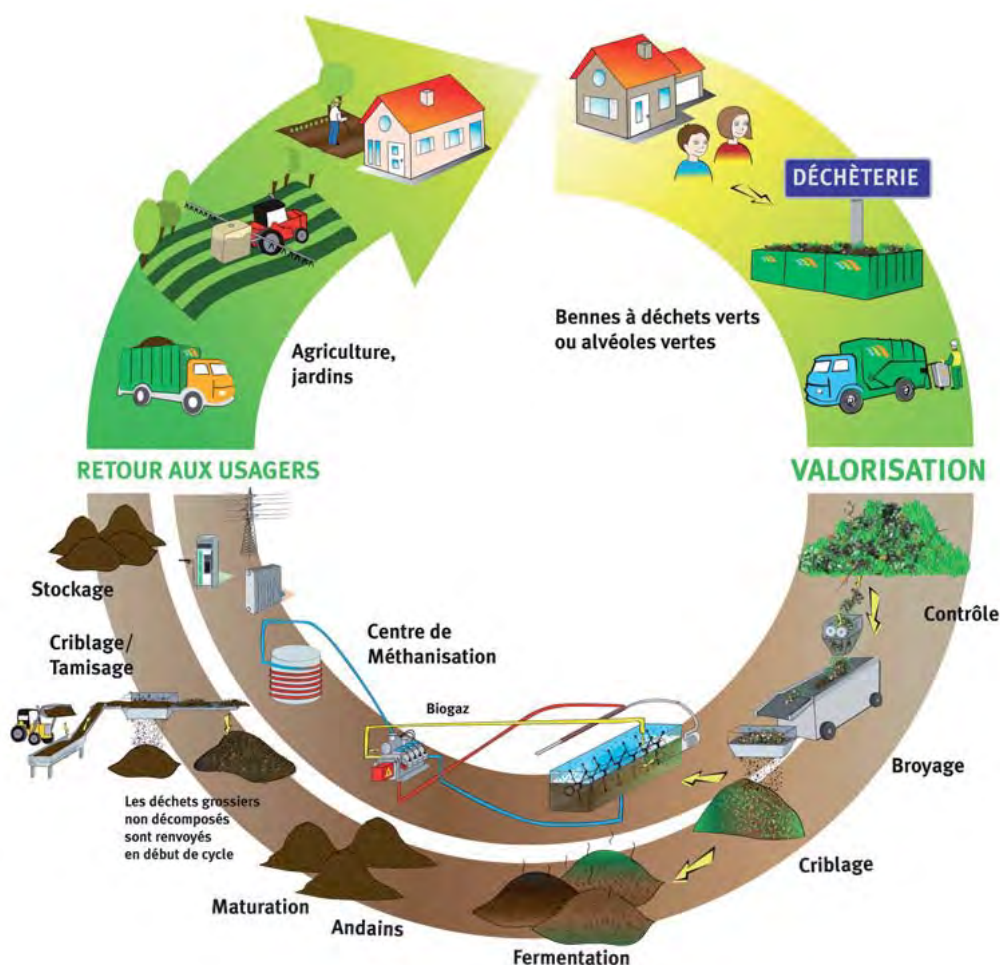 DÉCHÈTERIE
Bennes à déchets verts
ou alvéoles vertes
Agriculture,
jardins
RETOUR AUX USAGERS
VALORISATION
Stockage
Contrôle
Criblage/
Tamisage
Centre de
Méthanisation
Biogaz
Broyage
Les déchets grossiers
non décomposés
sont renvoyés
en début de cycle
Criblage
Maturation
Andains
Fermentation